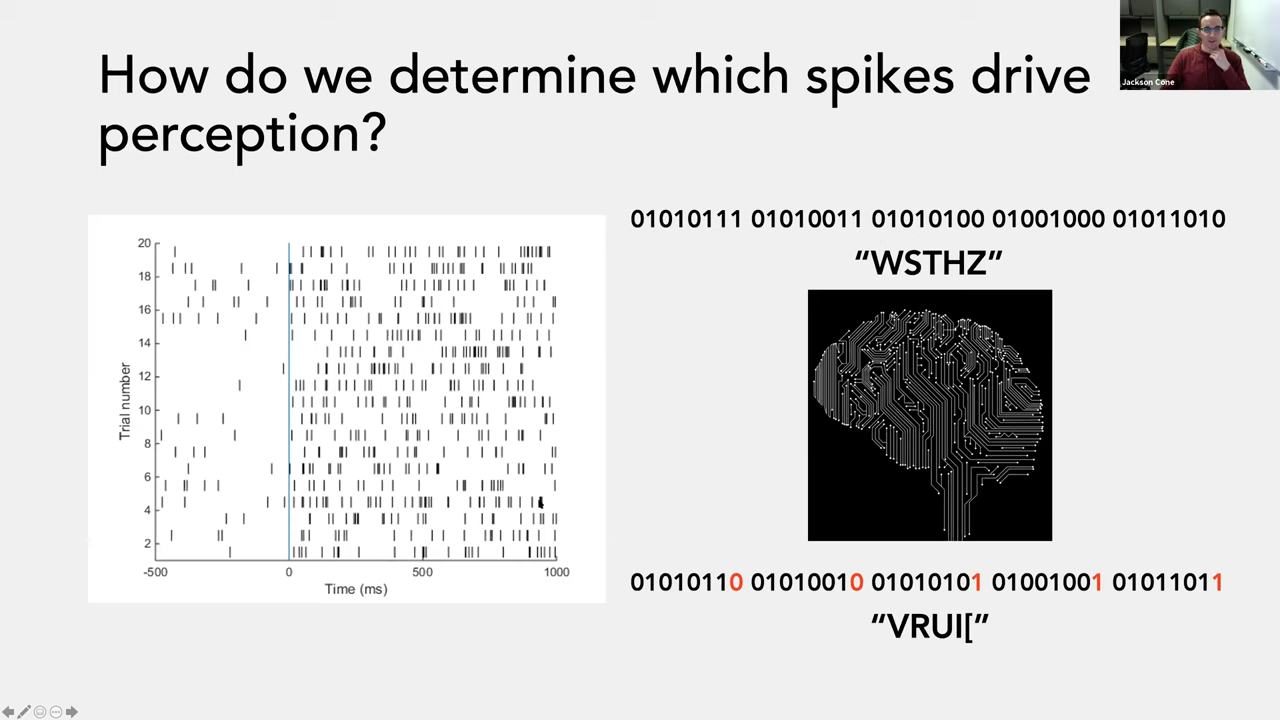 How do we determine which spikes drive
perception?
Jackson Cone
01010111 01010011 01010100 01001000 01011010
“WSTHZ”
20
18
16
14
12
10
8
6
4
2
Trial number
-500 0 500 1000
Time (ms)
01010110 01010010 01010101 01001001 01011011
“VRUI[”